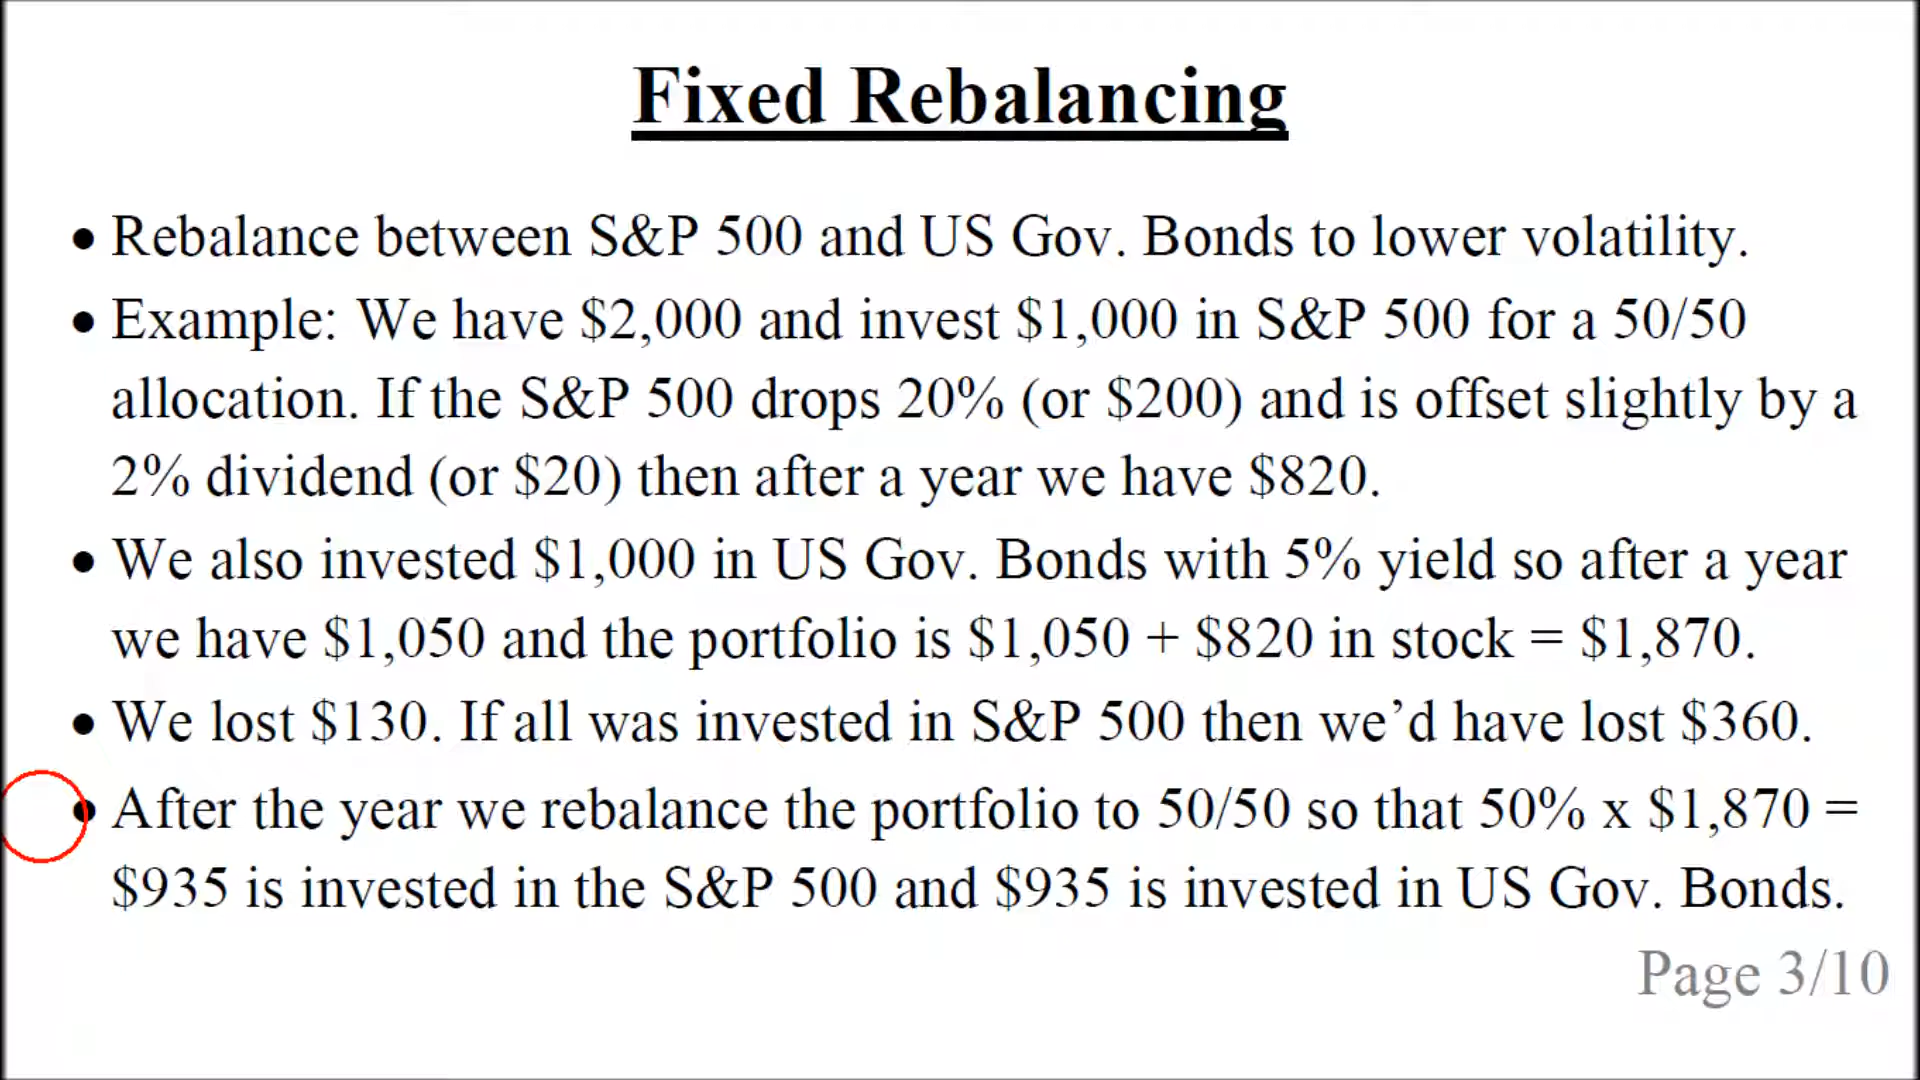 Fixed Rebalancing
• Rebalance between S&P 500 and US Gov. Bonds to lower volatility.
• Example: We have $2,000 and invest $1,000 in S&P 500 for a 50/50
allocation. If the S&P 500 drops 20% (or $200) and is offset slightly by a
2% dividend (or $20) then after a year we have $820.
• We also invested $1,000 in US Gov. Bonds with 5% yield so after a year
we have $1,050 and the portfolio is $1,050 + $820 in stock = $1,870.
• We lost $130. If all was invested in S&P 500 then we’d have lost $360.
• After the year we rebalance the portfolio to 50/50 so that 50% x $1,870 =
$935 is invested in the S&P 500 and $935 is invested in US Gov. Bonds.
Page 3/10